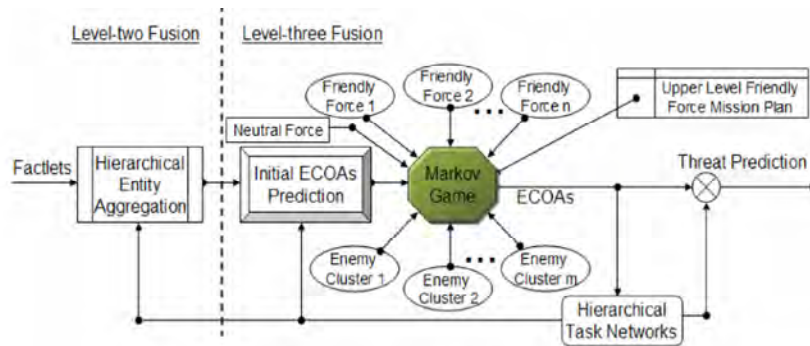 Level-two Fusion
Level-three Fusion
Friendly
Force 1
Friendly
Force 2
Friendly
Force n
Upper Level Friendly
Force Mission Plan
Neutral Force
Factlets
Hierarchical
Entity
Aggregation
Initial ECOAs
Prediction
Markov
Game
ECOAs
Threat Prediction
Enemy
Cluster 1
Enemy
Cluster 2
Enemy
Cluster m
Hierarchical
Task Networks